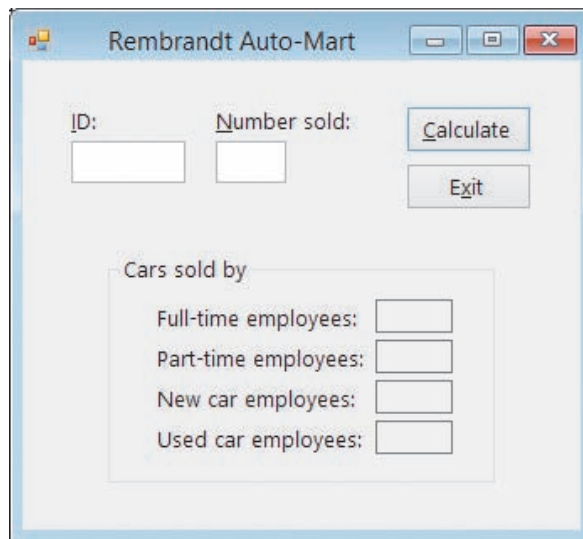 Rembrandt Auto-Mart
ID: Number sold: Calculate
Exit
Cars sold by
Full-time employees:
Part-time employees:
New car employees:
Used car employees: